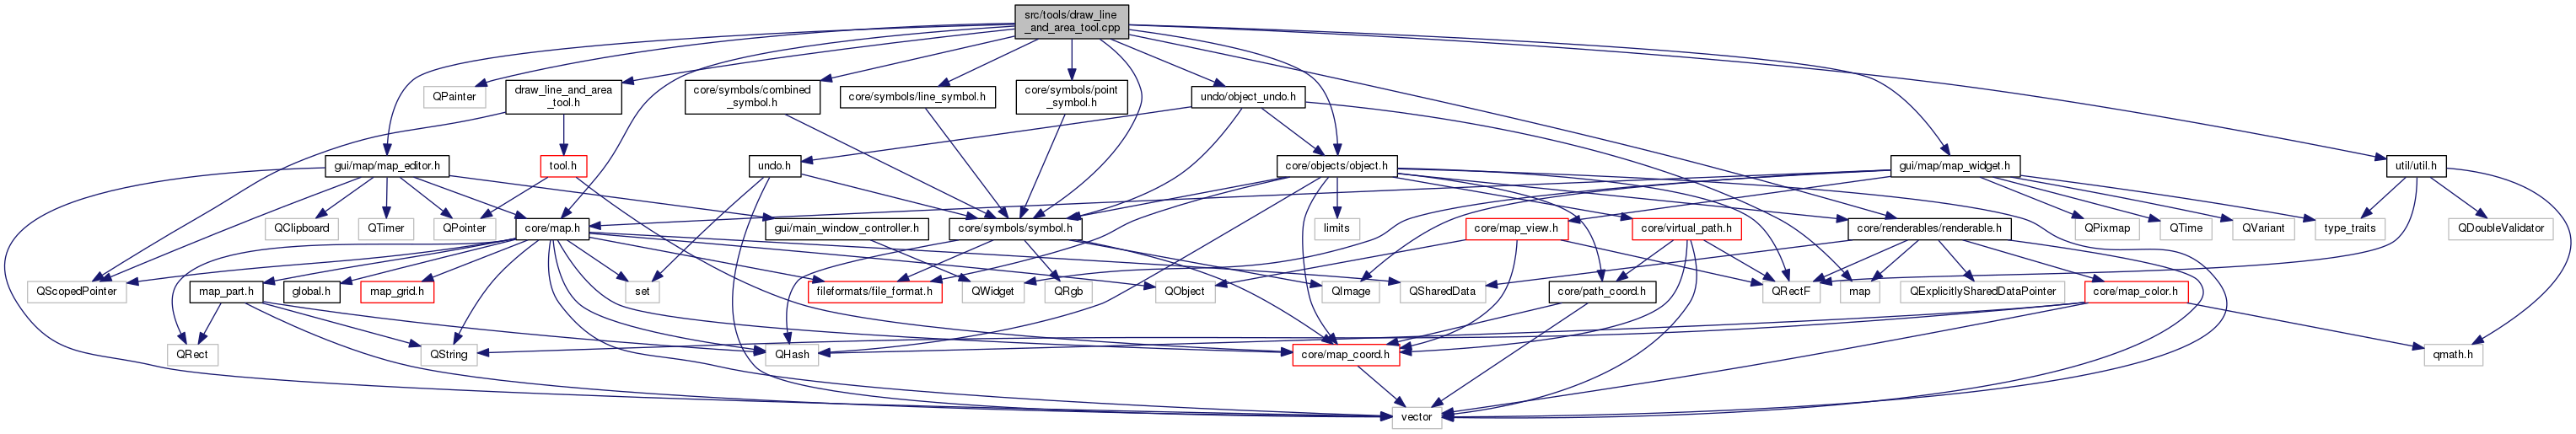 src/tools/draw_line
_and_area_tool.cpp
QPainter
draw_line_and_area
_tool.h
core/symbols/combined
_symbol.h
core/symbols/line_symbol.h
core/symbols/point
_symbol.h
undo/object_undo.h
gui/map/map_editor.h
tool.h
undo.h
core/objects/object.h
gui/map/map_widget.h
util/util.h
QClipboard
QTimer
QPointer
core/map.h
gui/main_window_controller.h
core/symbols/symbol.h
limits
core/map_view.h
core/virtual_path.h
core/renderables/renderable.h
QPixmap
QTime
QVariant
type_traits
QDoubleValidator
QScopedPointer
map_part.h
global.h
map_grid.h
set
fileformats/file_format.h
QWidget
QRgb
QObject
QImage
QSharedData
core/path_coord.h
QRectF
map
QExplicitlySharedDataPointer
core/map_color.h
QRect
QString
QHash
core/map_coord.h
qmath.h
vector